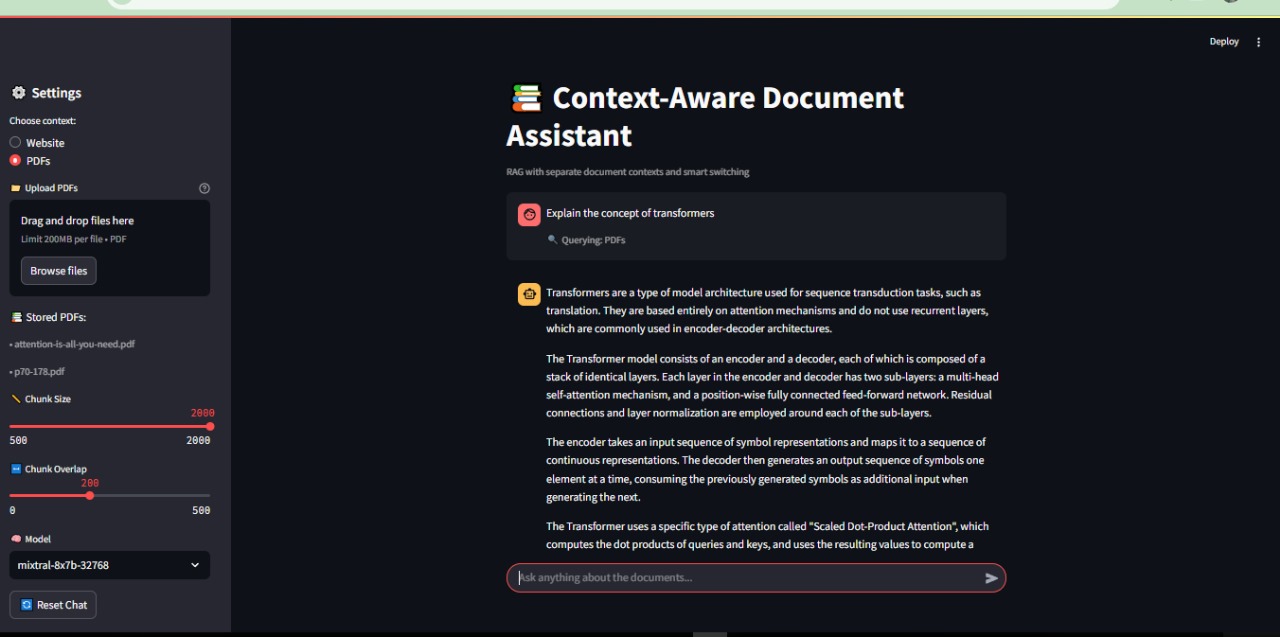 Deploy
Settings
Choose context:
Website
PDFs
Upload PDFs
Drag and drop files here
Limit 200MB per file • PDF
Browse files
Stored PDFs:
• attention-is-all-you-need.pdf
• p70-178.pdf
Chunk Size
2000
500 2000
Chunk Overlap
200
0 500
Model
mixtral-8x7b-32768
Reset Chat
Context-Aware Document
Assistant
RAG with separate document contexts and smart switching
Explain the concept of transformers
Querying: PDFs
Transformers are a type of model architecture used for sequence transduction tasks, such as
translation. They are based entirely on attention mechanisms and do not use recurrent layers,
which are commonly used in encoder-decoder architectures.
The Transformer model consists of an encoder and a decoder, each of which is composed of a
stack of identical layers. Each layer in the encoder and decoder has two sub-layers: a multi-head
self-attention mechanism, and a position-wise fully connected feed-forward network. Residual
connections and layer normalization are employed around each of the sub-layers.
The encoder takes an input sequence of symbol representations and maps it to a sequence of
continuous representations. The decoder then generates an output sequence of symbols one
element at a time, consuming the previously generated symbols as additional input when
generating the next.
The Transformer uses a specific type of attention called "Scaled Dot-Product Attention", which
computes the dot products of queries and keys, and uses the resulting values to compute a
Ask anything about the documents...